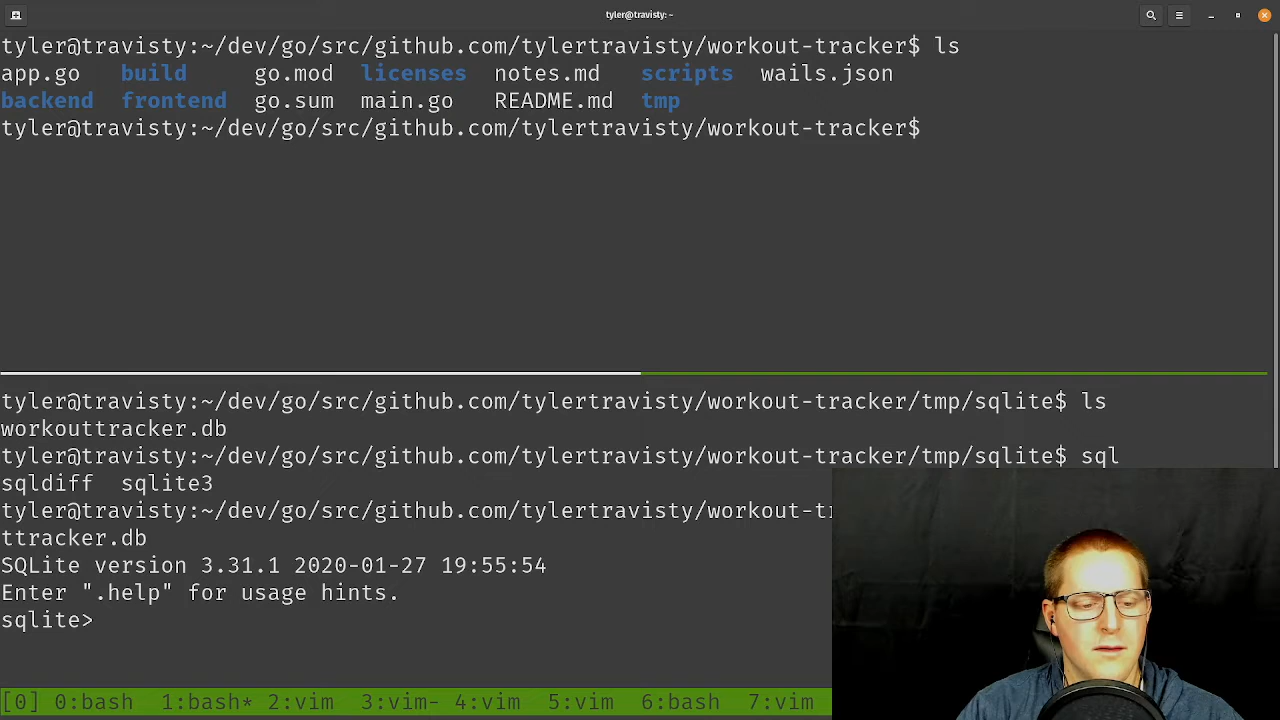 tyler@travisty: ~
tyler@travisty:~/dev/go/src/github.com/tylertravisty/workout-tracker$ ls
app.go build go.mod licenses notes.md scripts wails.json
backend frontend go.sum main.go README.md tmp
tyler@travisty:~/dev/go/src/github.com/tylertravisty/workout-tracker$
tyler@travisty:~/dev/go/src/github.com/tylertravisty/workout-tracker/tmp/sqlite$ ls
workouttracker.db
tyler@travisty:~/dev/go/src/github.com/tylertravisty/workout-tracker/tmp/sqlite$ sql
sqldiff sqlite3
tyler@travisty:~/dev/go/src/github.com/tylertravisty/workout-tr
ttracker.db
SQLite version 3.31.1 2020-01-27 19:55:54
Enter ".help" for usage hints.
sqlite>
[0] 0:bash 1:bash* 2:vim 3:vim- 4:vim 5:vim 6:bash 7:vim